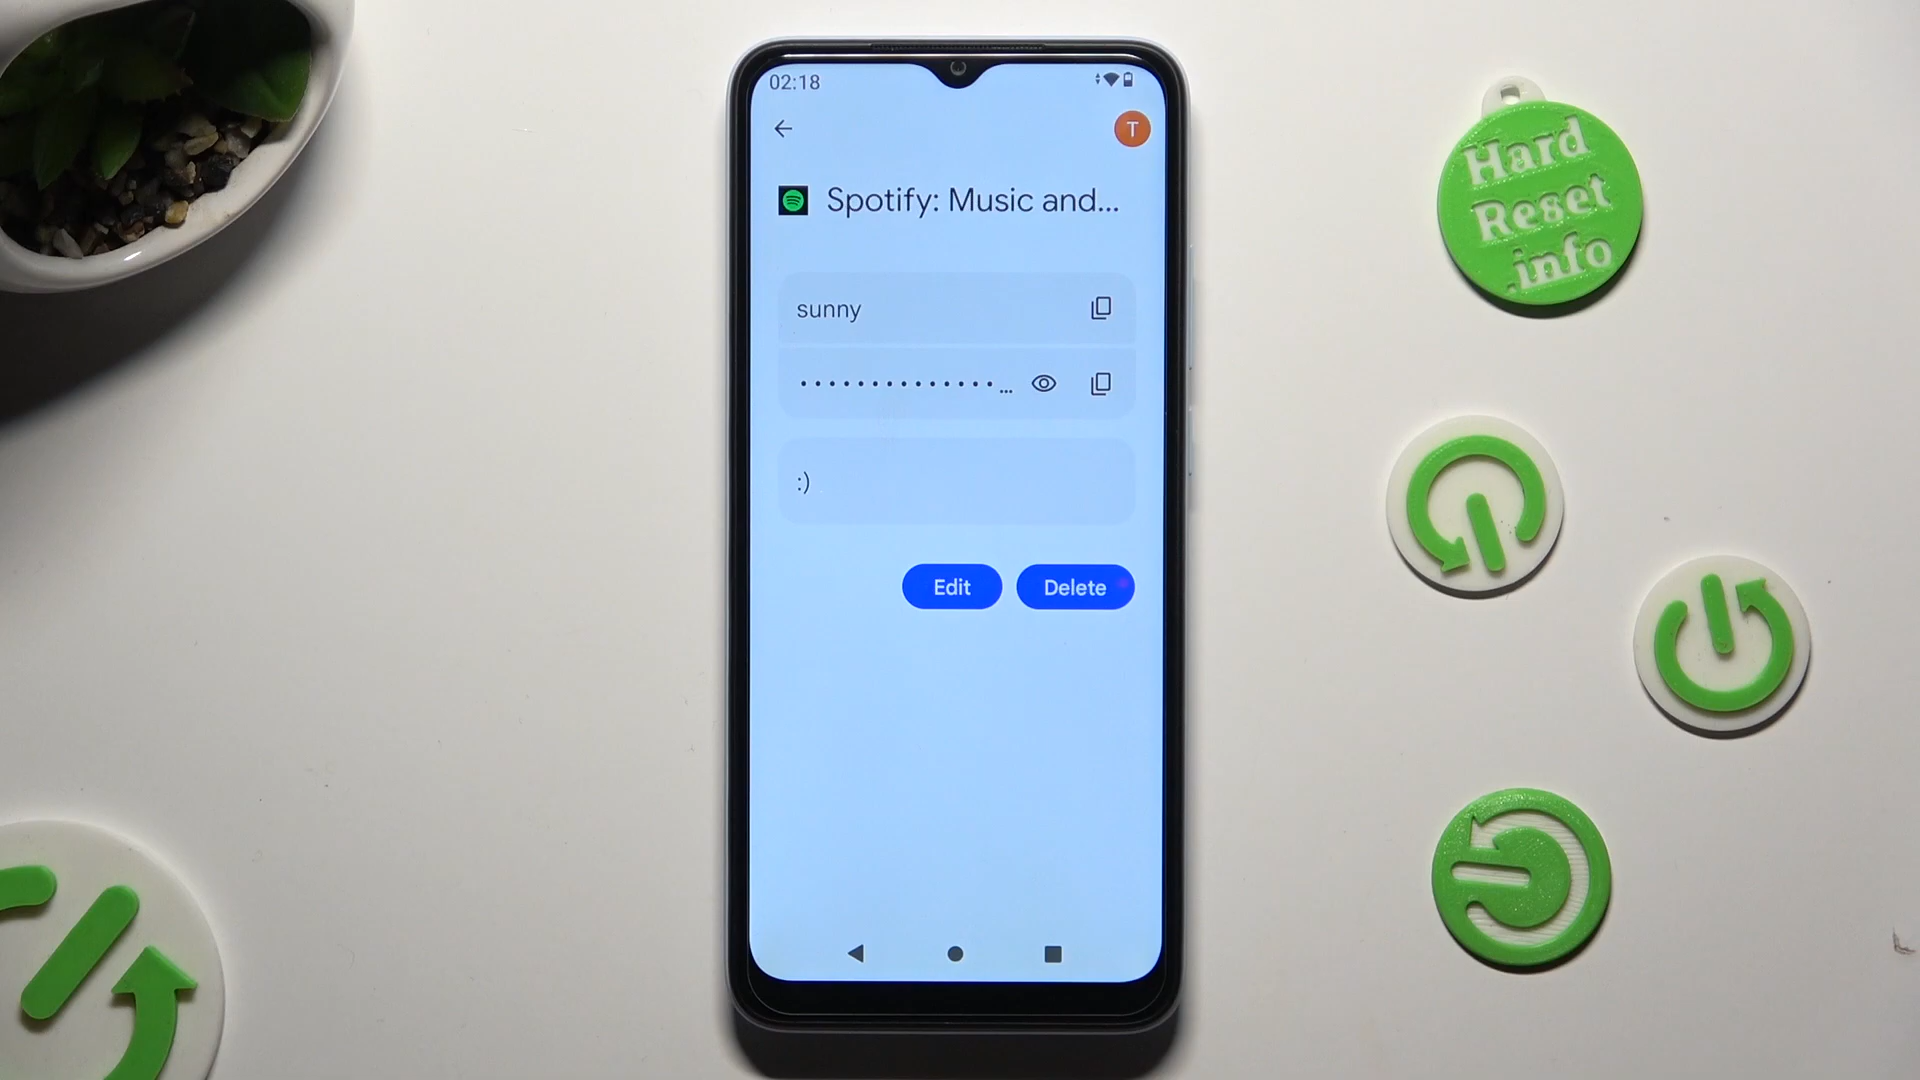 02:18
T
Spotify: Music and...
sunny
••••••••••••••...
:)
Edit
Delete
Hard
Reset
.info